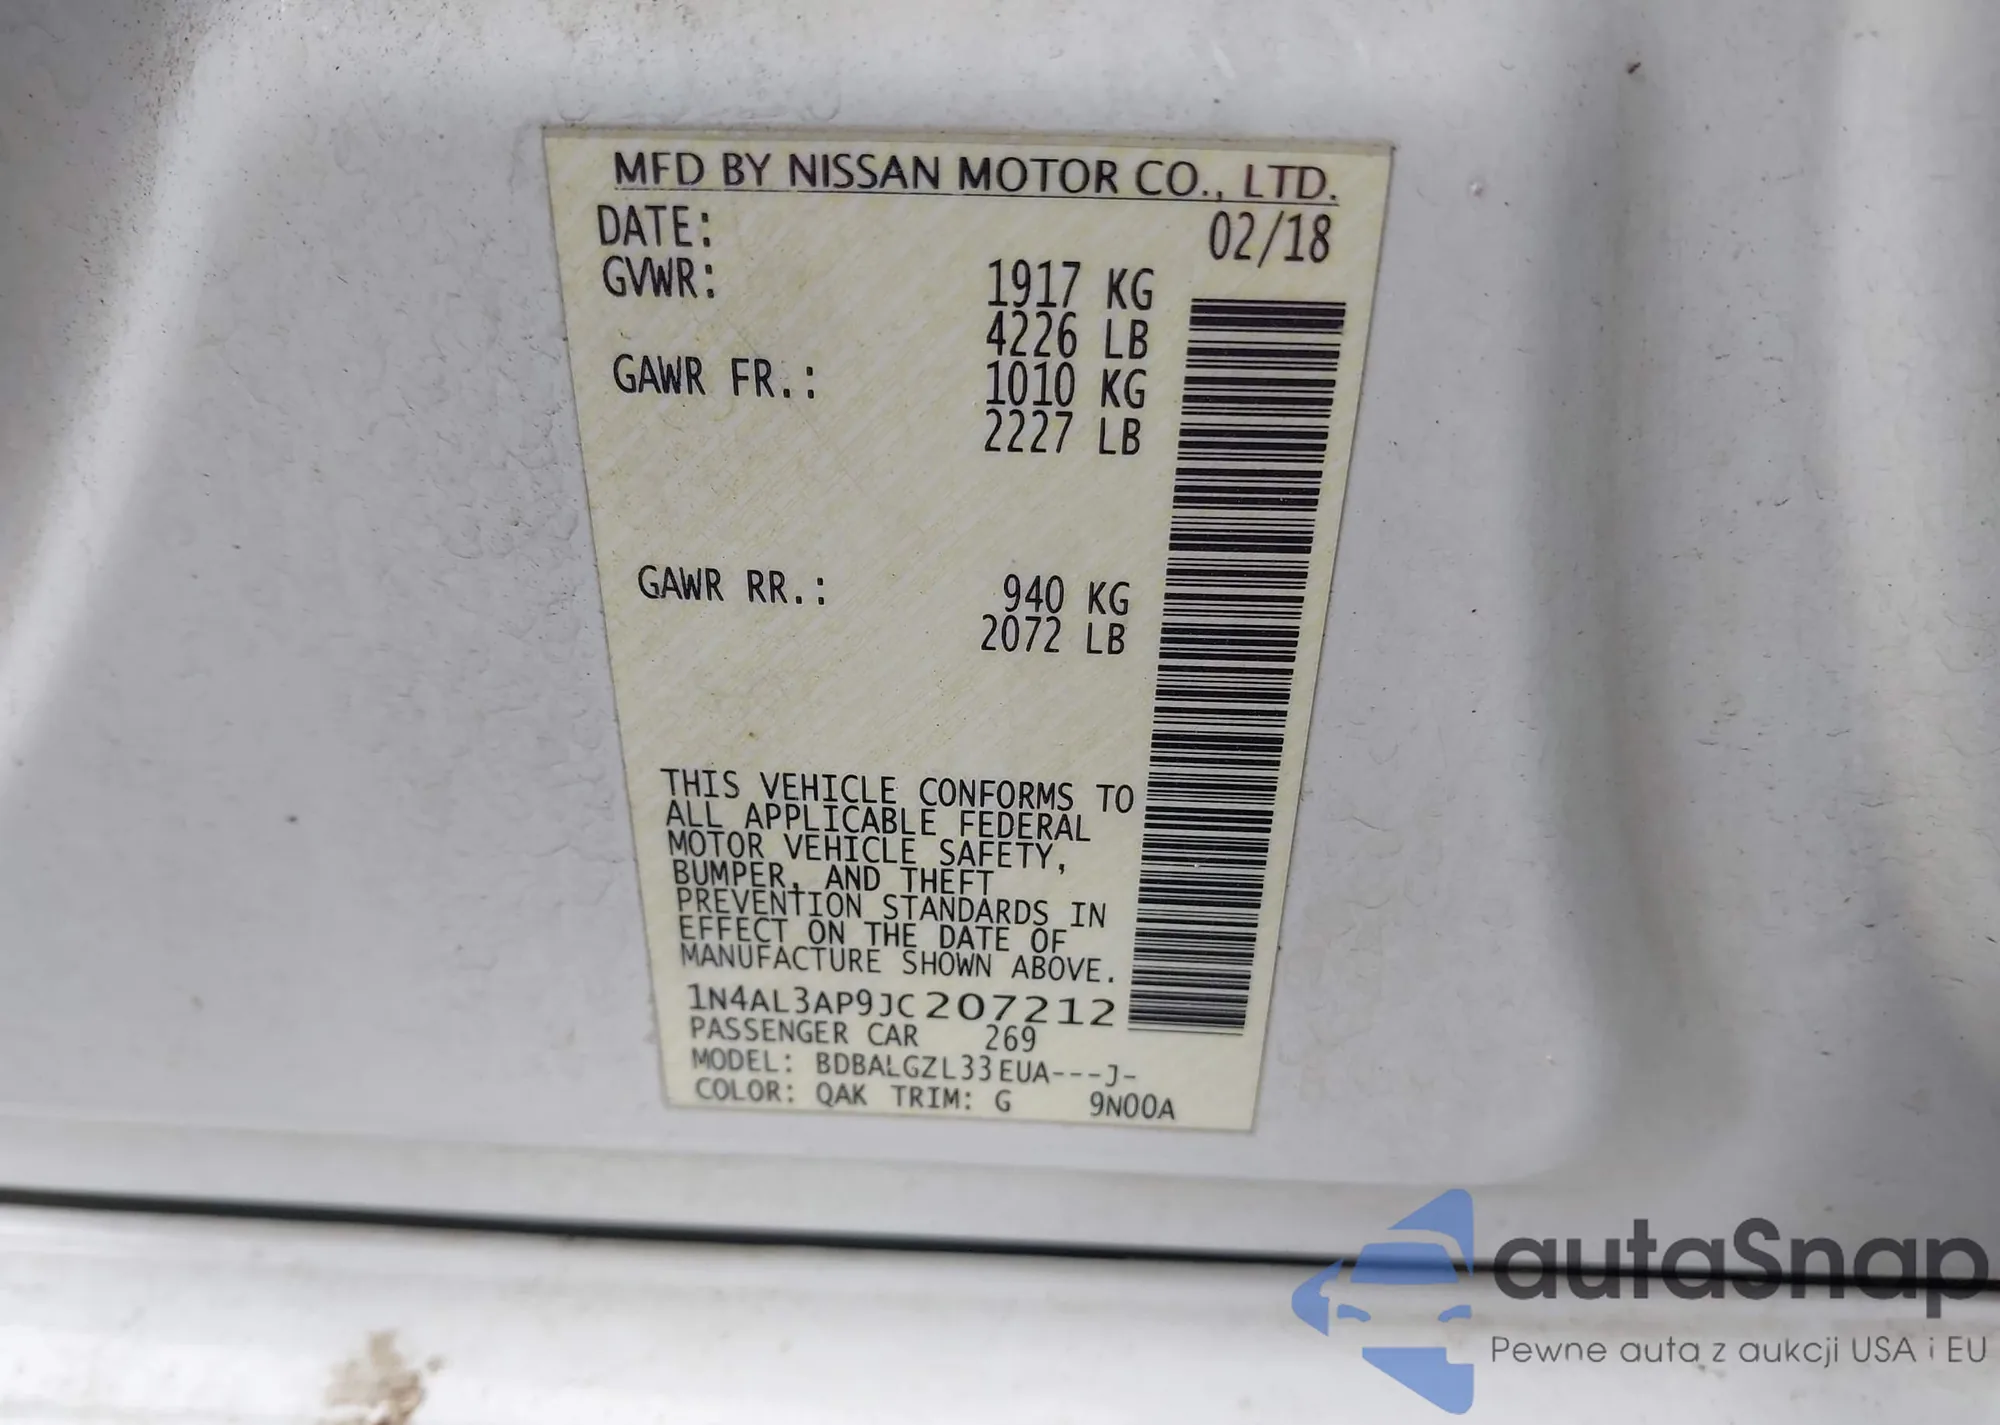 MFD BY NISSAN MOTOR CO., LTD.
DATE: 02/18
GVWR: 1917 KG
4226 LB
GAWR FR.: 1010 KG
2227 LB
GAWR RR.: 940 KG
2072 LB
THIS VEHICLE CONFORMS TO
ALL APPLICABLE FEDERAL
MOTOR VEHICLE SAFETY,
BUMPER, AND THEFT
PREVENTION STANDARDS IN
EFFECT ON THE DATE OF
MANUFACTURE SHOWN ABOVE.
1N4AL3AP9JC207212
PASSENGER CAR 269
MODEL: BDBALGZL33EUA---J-
COLOR: QAK TRIM: G 9N00A
autaSnap
Pewne auta z aukcji USA i EU